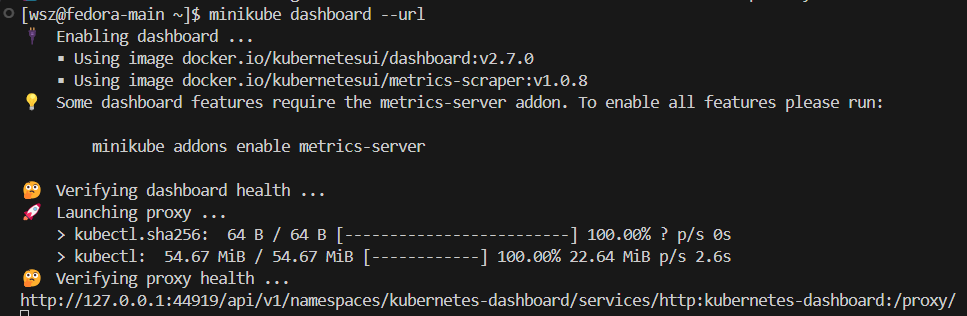 [wsz@fedora-main ~]$ minikube dashboard --url
Enabling dashboard ...
▪ Using image docker.io/kubernetesui/dashboard:v2.7.0
▪ Using image docker.io/kubernetesui/metrics-scraper:v1.0.8
💡 Some dashboard features require the metrics-server addon. To enable all features please run:
minikube addons enable metrics-server
🤔 Verifying dashboard health ...
🚀 Launching proxy ...
> kubectl.sha256: 64 B / 64 B [-------------------------] 100.00% ? p/s 0s
> kubectl: 54.67 MiB / 54.67 MiB [------------] 100.00% 22.64 MiB p/s 2.6s
🤔 Verifying proxy health ...
http://127.0.0.1:44919/api/v1/namespaces/kubernetes-dashboard/services/http:kubernetes-dashboard:/proxy/